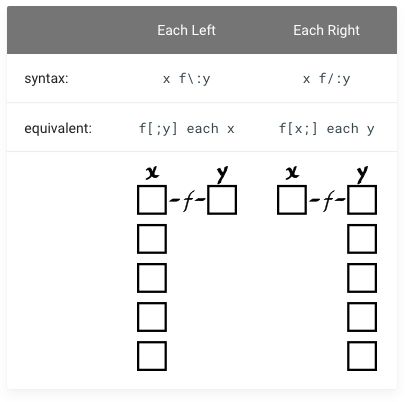 Each Left Each Right
syntax: x f\:y x f/:y
equivalent: f[;y] each x f[x;] each y
x y x y
-f- -f-